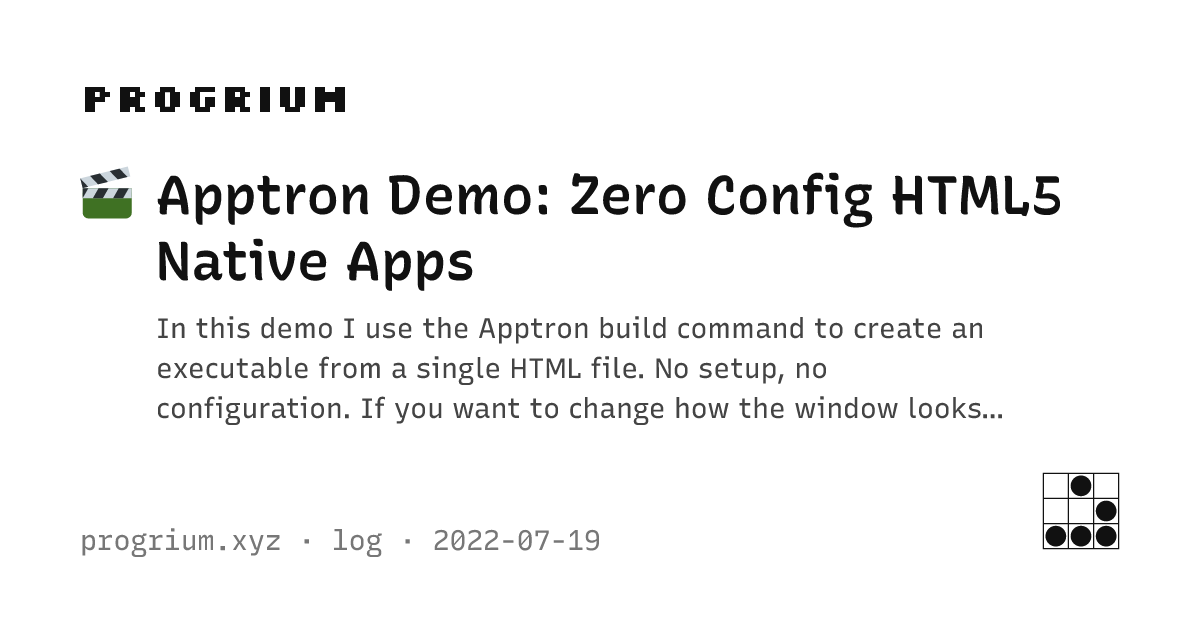 PROGRIUM
Apptron Demo: Zero Config HTML5
Native Apps
In this demo I use the Apptron build command to create an
executable from a single HTML file. No setup, no
configuration. If you want to change how the window looks...
progrium.xyz · log · 2022-07-19